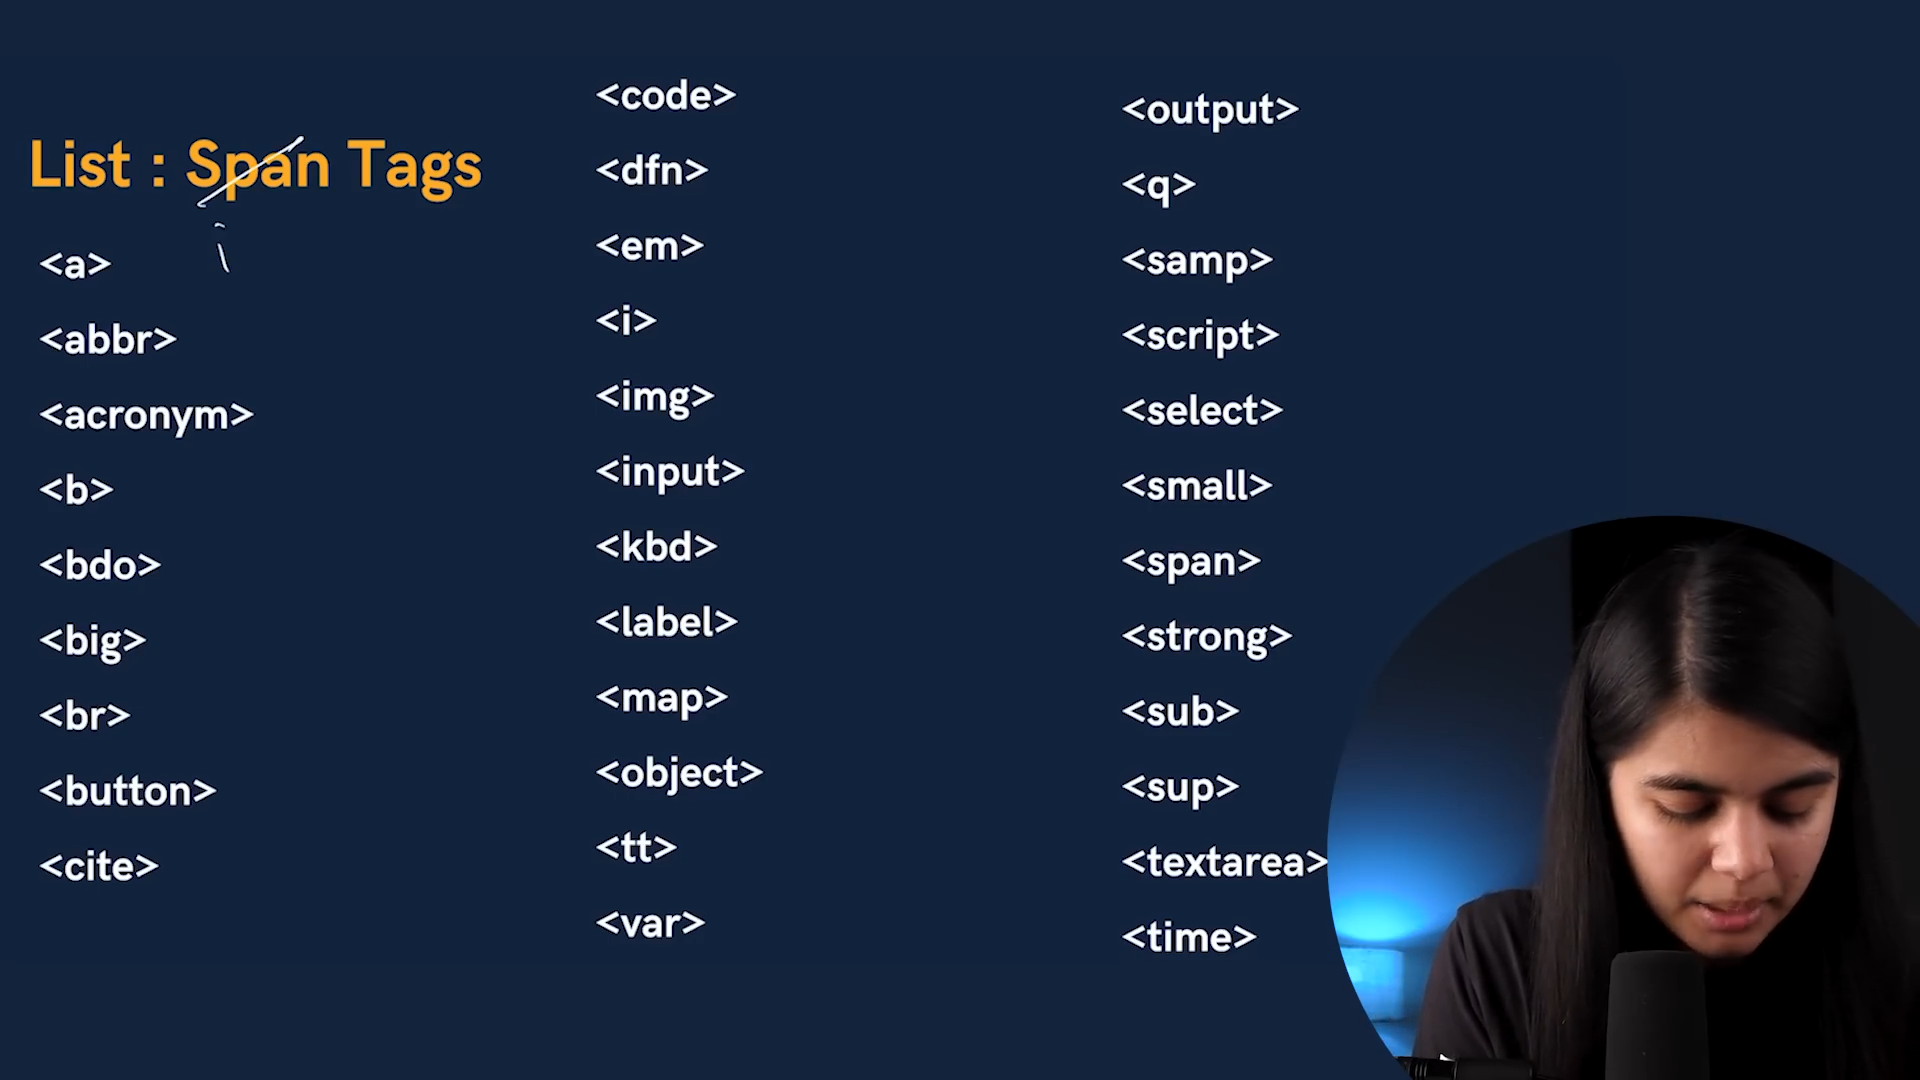 List : Span Tags
i
<a>
<abbr>
<acronym>
<b>
<bdo>
<big>
<br>
<button>
<cite>
<code>
<dfn>
<em>
<i>
<img>
<input>
<kbd>
<label>
<map>
<object>
<tt>
<var>
<output>
<q>
<samp>
<script>
<select>
<small>
<span>
<strong>
<sub>
<sup>
<textarea>
<time>